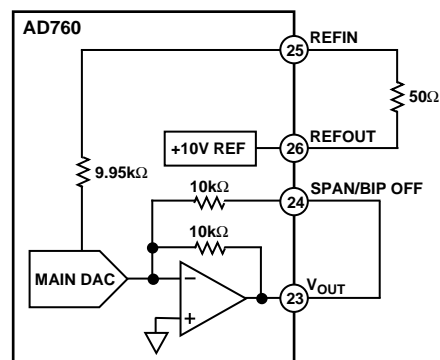 AD760
25
REFIN
50Ω
+10V REF
26
REFOUT
9.95kΩ
10kΩ
24
SPAN/BIP OFF
10kΩ
MAIN DAC
−
+
23
VOUT